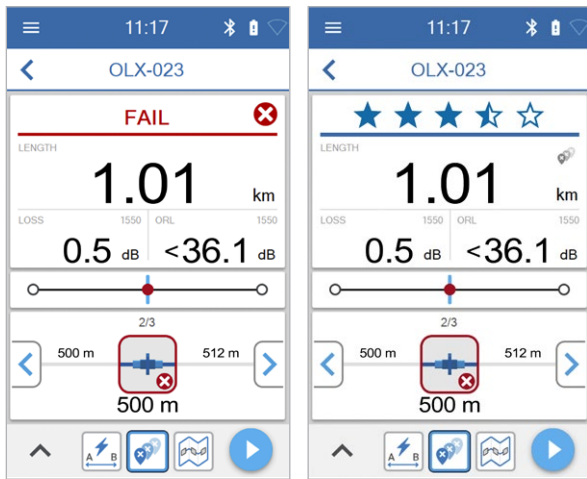 11:17
OLX-023
FAIL
LENGTH
1.01 km
LOSS 1550 ORL 1550
0.5 dB <36.1 dB
2/3
500 m 512 m
500 m
A B
11:17
OLX-023
LENGTH
1.01 km
LOSS 1550 ORL 1550
0.5 dB <36.1 dB
2/3
500 m 512 m
500 m
A B